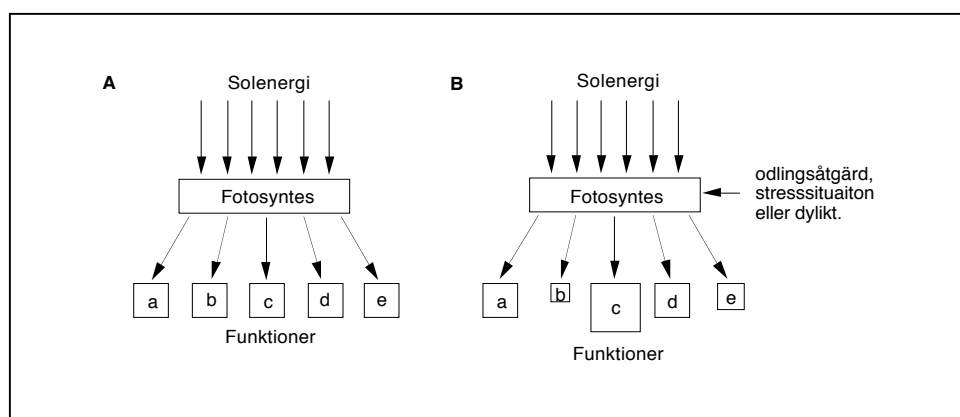 A
Solenergi
Fotosyntes
a b c d e
Funktioner
B
Solenergi
Fotosyntes
odlingsåtgärd,
stresssituaiton
eller dylikt.
a b c d e
Funktioner